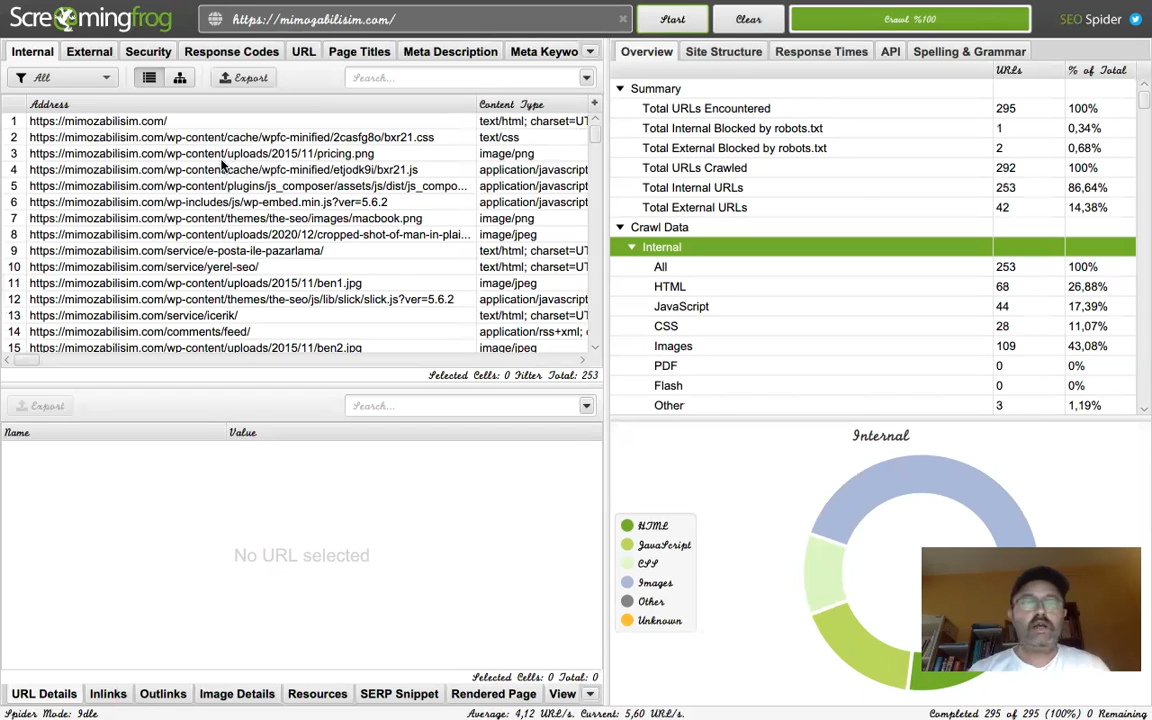 Screamingfrog
https://mimogabilisim.com/
Start
Clear
Crawl %100
SEO Spider
Internal External Security Response Codes URL Page Titles Meta Description Meta Keywo
All
Export
Search...
Address Content Type
1 https://mimozabilisim.com/ text/html; charset=UT
2 https://mimozabilisim.com/wp-content/cache/wpfc-minified/2casfg8o/bxr21.css text/css
3 https://mimozabilisim.com/wp-content/uploads/2015/11/pricing.png image/png
4 https://mimozabilisim.com/wp-content/cache/wpfc-minified/etjodk9i/bxr21.js application/javascript
5 https://mimozabilisim.com/wp-content/plugins/js_composer/assets/js/dist/js_compo... application/javascript
6 https://mimozabilisim.com/wp-includes/js/wp-embed.min.js?ver=5.6.2 application/javascript
7 https://mimozabilisim.com/wp-content/themes/the-seo/images/macbook.png image/png
8 https://mimozabilisim.com/wp-content/uploads/2020/12/cropped-shot-of-man-in-plai... image/jpeg
9 https://mimozabilisim.com/service/e-posta-ile-pazarlama/ text/html; charset=UT
10 https://mimozabilisim.com/service/yerel-seo/ text/html; charset=UT
11 https://mimozabilisim.com/wp-content/uploads/2015/11/ben1.jpg image/jpeg
12 https://mimozabilisim.com/wp-content/themes/the-seo/js/lib/slick/slick.js?ver=5.6.2 application/javascript
13 https://mimozabilisim.com/service/icerik/ text/html; charset=UT
14 https://mimozabilisim.com/comments/feed/ application/rss+xml;
15 https://mimozabilisim.com/wp-content/uploads/2015/11/ben2.jpg image/jpeg
Selected Cells: 0 Filter Total: 253
Export
Search...
Name Value
No URL selected
Selected Cells: 0 Total: 0
URL Details Inlinks Outlinks Image Details Resources SERP Snippet Rendered Page View
Overview Site Structure Response Times API Spelling & Grammar
URLs % of Total
Summary
Total URLs Encountered 295 100%
Total Internal Blocked by robots.txt 1 0,34%
Total External Blocked by robots.txt 2 0,68%
Total URLs Crawled 292 100%
Total Internal URLs 253 86,64%
Total External URLs 42 14,38%
Crawl Data
Internal
All 253 100%
HTML 68 26,88%
JavaScript 44 17,39%
CSS 28 11,07%
Images 109 43,08%
PDF 0 0%
Flash 0 0%
Other 3 1,19%
Internal
HTML
JavaScript
CSS
Images
Other
Unknown
Spider Mode: Idle
Average: 4,12 URL/s. Current: 5,60 URL/s.
Completed 295 of 295 (100%) 0 Remaining